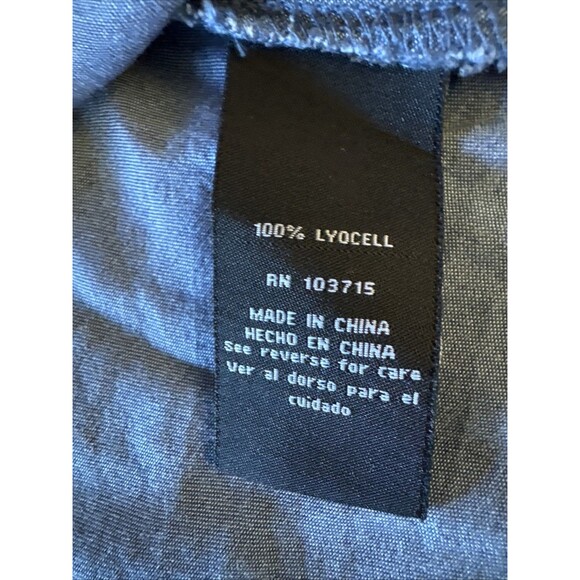 100% LYOCELL
RN 103715
MADE IN CHINA
HECHO EN CHINA
See reverse for care
Ver al dorso para el
cuidado